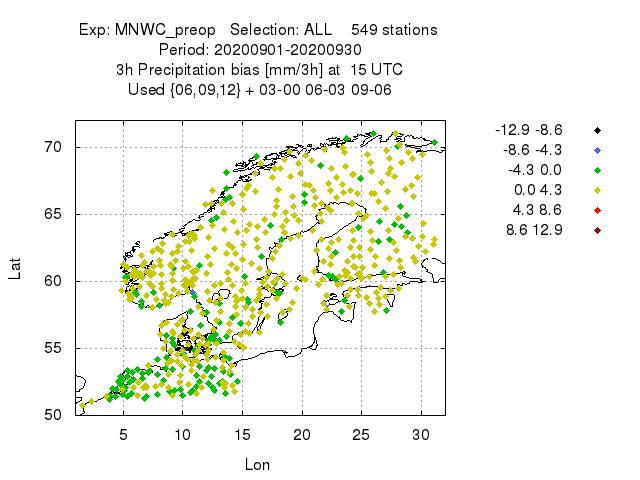 Exp: MNWC_preop   Selection: ALL    549 stations
Period: 20200901-20200930
3h Precipitation bias [mm/3h] at  15 UTC
Used {06,09,12} + 03-00 06-03 09-06
-12.9 -8.6
-8.6 -4.3
-4.3 0.0
0.0 4.3
4.3 8.6
8.6 12.9
70
65
60
55
50
Lat
5 10 15 20 25 30
Lon